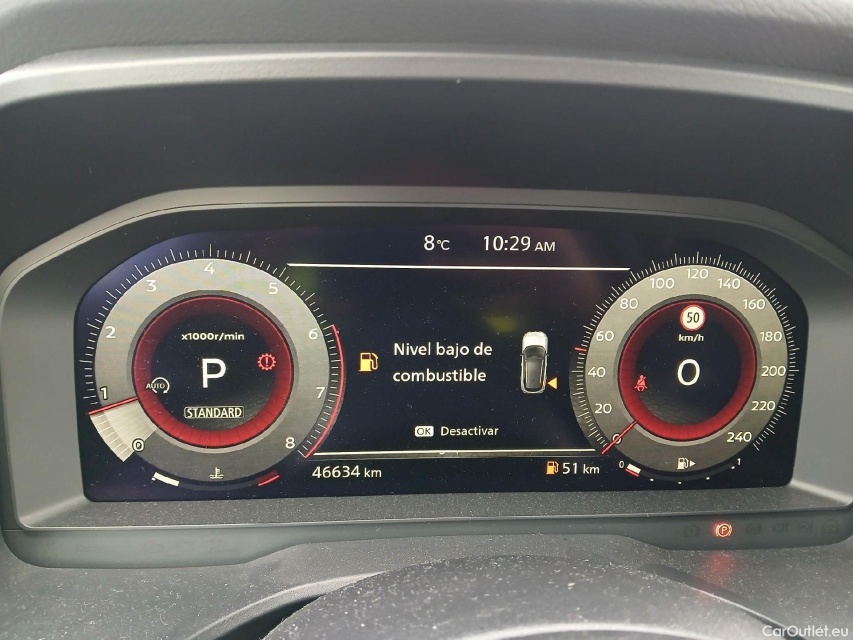 8°C 10:29 AM
1 2 3 4 5 6 7 8
0
x1000r/min
P
AUTO
STANDARD
Nivel bajo de
combustible
OK Desactivar
46634 km
51 km
0 20 40 60 80 100 120 140 160 180 200 220 240
50
km/h
0
0 1
P
CarOutlet.eu